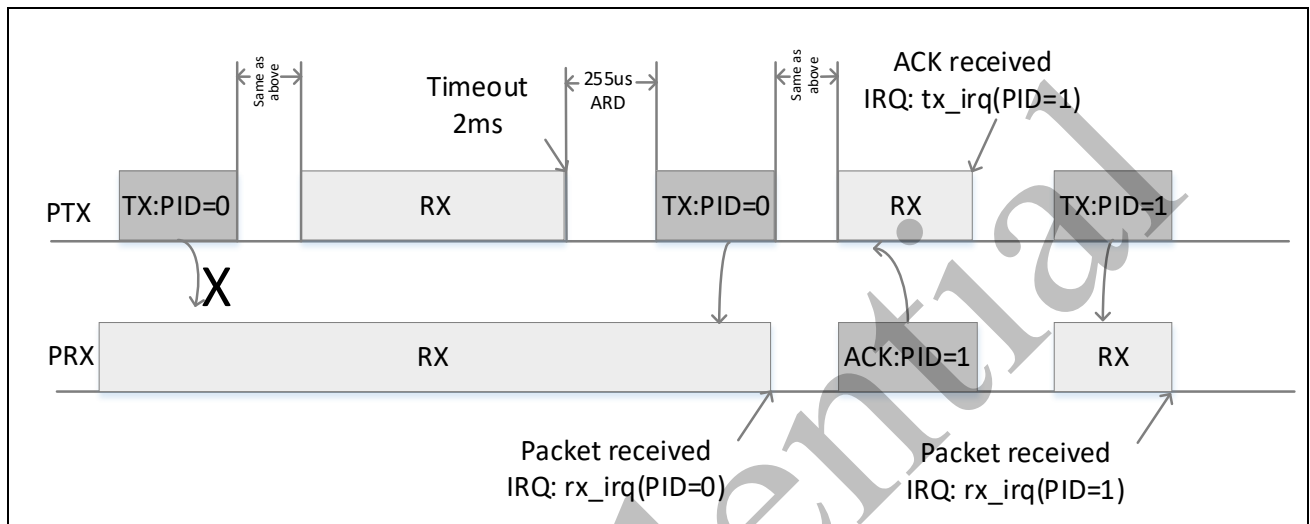 Same as
above
Timeout
2ms
255us
ARD
Same as
above
ACK received
IRQ: tx_irq(PID=1)
PTX
TX:PID=0
RX
TX:PID=0
RX
TX:PID=1
X
PRX
RX
ACK:PID=1
RX
Packet received
IRQ: rx_irq(PID=0)
Packet received
IRQ: rx_irq(PID=1)
dential